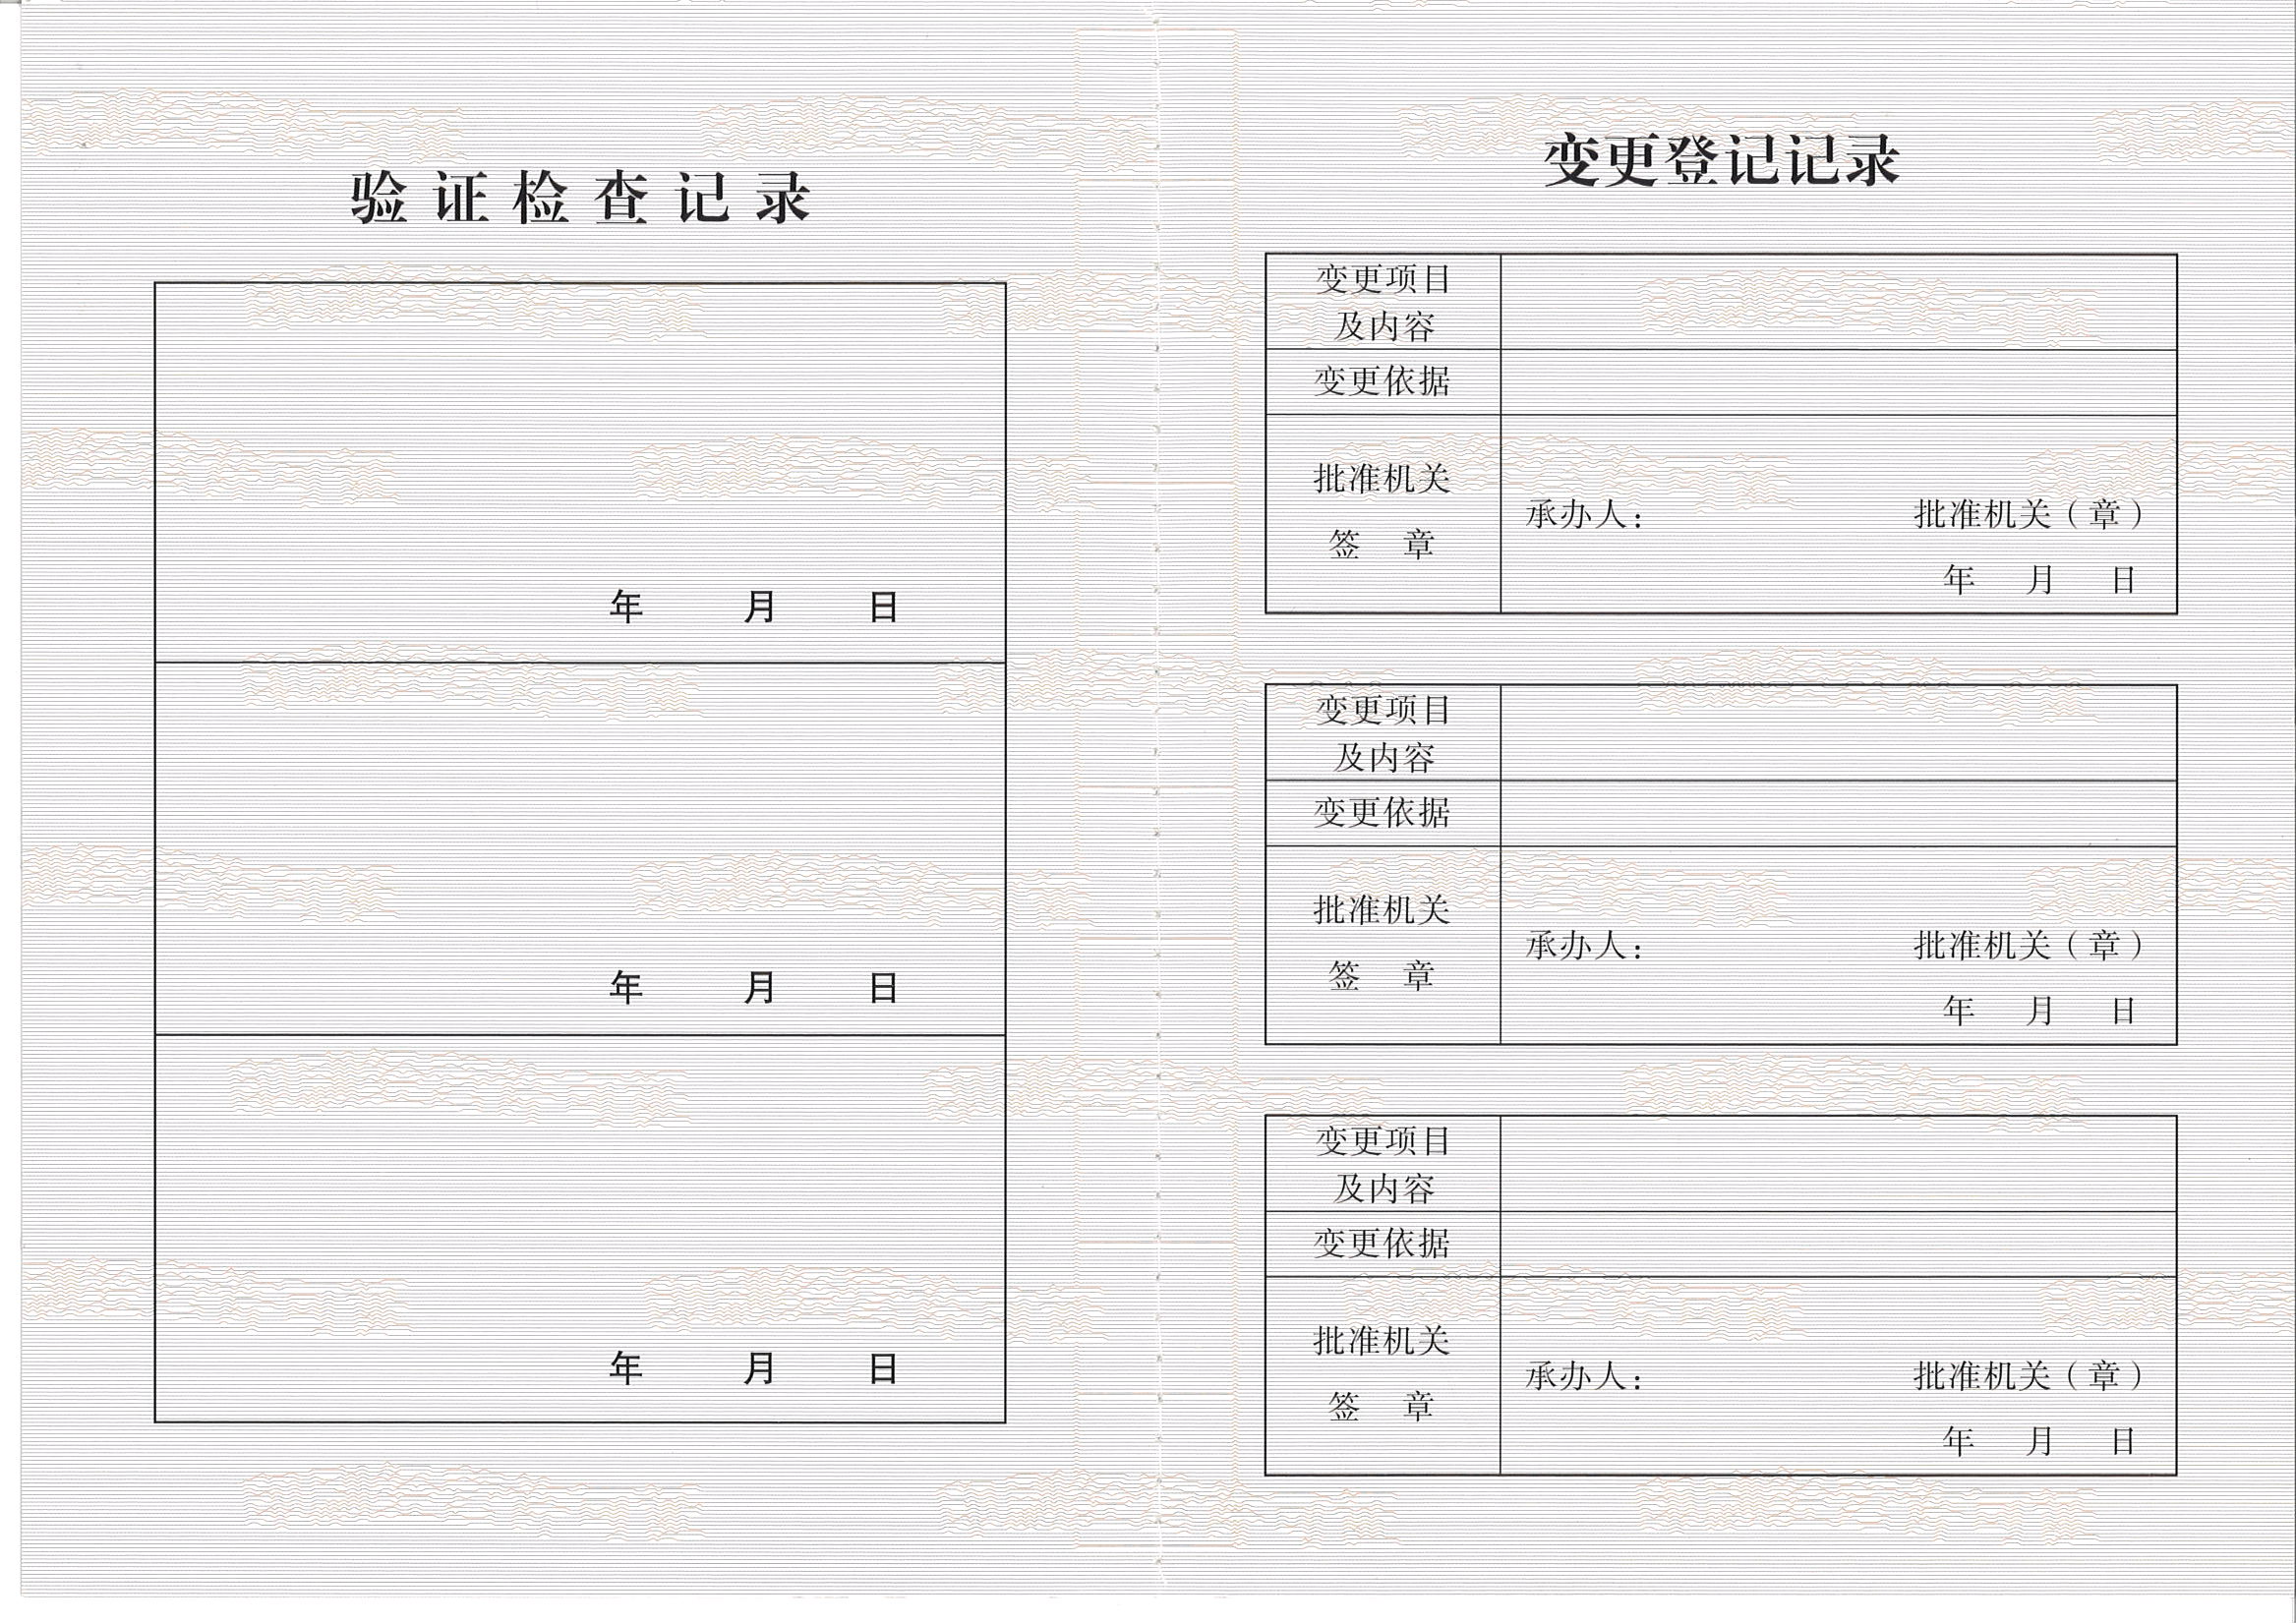 验证检查记录
年 月 日
年 月 日
年 月 日
变更登记记录
变更项目
及内容
变更依据
批准机关
签 章
承办人： 批准机关（章）
年 月 日
变更项目
及内容
变更依据
批准机关
签 章
承办人： 批准机关（章）
年 月 日
变更项目
及内容
变更依据
批准机关
签 章
承办人： 批准机关（章）
年 月 日